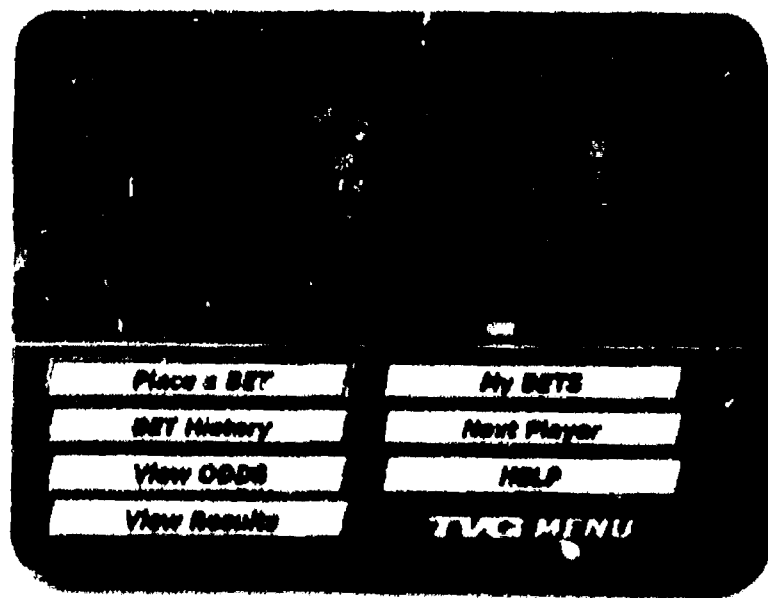 Place a BET
BET History
View ODDS
View Results
My BETS
Next Player
HELP
TVG MENU